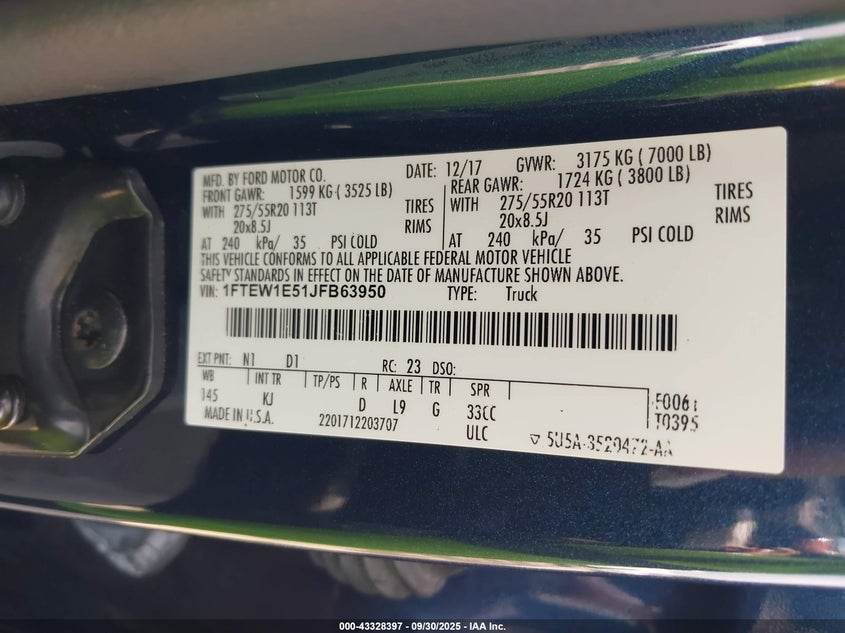 MFD. BY FORD MOTOR CO. DATE: 12/17 GVWR: 3175 KG ( 7000 LB)
FRONT GAWR: 1599 KG ( 3525 LB) REAR GAWR: 1724 KG ( 3800 LB)
WITH 275/55R20 113T TIRES WITH 275/55R20 113T TIRES
20x8.5J RIMS 20x8.5J RIMS
AT 240 kPa/ 35 PSI COLD AT 240 kPa/ 35 PSI COLD
THIS VEHICLE CONFORMS TO ALL APPLICABLE FEDERAL MOTOR VEHICLE
SAFETY STANDARDS IN EFFECT ON THE DATE OF MANUFACTURE SHOWN ABOVE.
VIN: 1FTEW1E51JFB63950 TYPE: Truck
EXT PNT: N1 D1 RC: 23 DSO:
WB INT TR TP/PS R AXLE TR SPR
145 KJ D L9 G 33CC
MADE IN U.S.A. 2201712203707 ULC
000-43328397 - 09/30/2025 - IAA Inc.